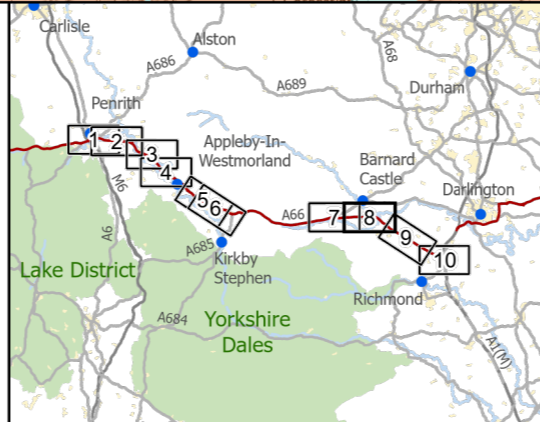 Carlisle
Alston
A686
A68
A689
Durham
Penrith
1
2
3
4
5
6
Appleby-In-
Westmorland
Barnard
Castle
Darlington
M6
A6
A66
7
8
9
10
A685
Kirkby
Stephen
Lake District
Richmond
A684
Yorkshire
Dales
A1(M)